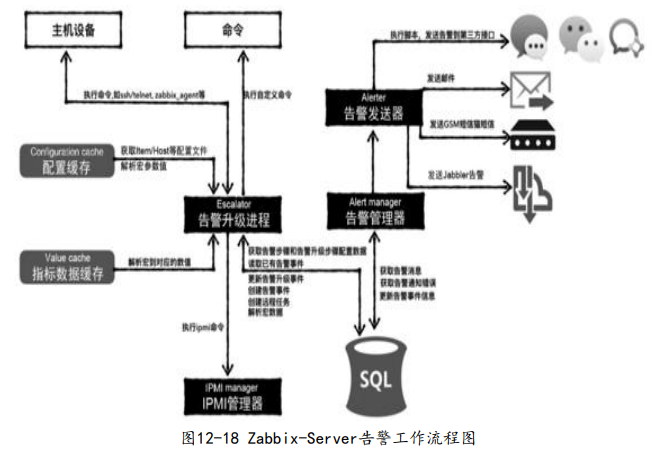 主机设备
命令
执行脚本，发送告警到第三方接口
执行命令,如ssh/telnet, zabbix_agent等
执行自定义命令
Alerter
告警发送器
发送邮件
发送GSM短信猫短信
发送Jabbler告警
Configuration cache
配置缓存
获取Item/Host等配置文件
解析宏参数值
Escalator
告警升级进程
Alert manager
告警管理器
Value cache
指标数据缓存
解析宏到对应的数值
获取告警步骤和告警升级步骤配置数据
读取已有告警事件
更新告警升级事件
创建告警事件
创建远程任务
解析宏数据
获取告警消息
获取告警通知错误
更新告警事件信息
执行ipmi命令
IPMI manager
IPMI管理器
SQL
图12-18 Zabbix-Server告警工作流程图